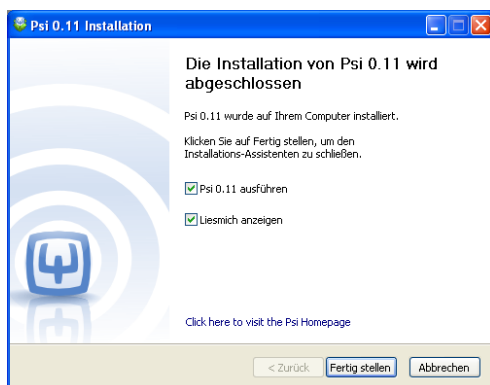 Psi 0.11 Installation
Die Installation von Psi 0.11 wird
abgeschlossen
Psi 0.11 wurde auf Ihrem Computer installiert.
Klicken Sie auf Fertig stellen, um den
Installations-Assistenten zu schließen.
Psi 0.11 ausführen
Liesmich anzeigen
Click here to visit the Psi Homepage
< Zurück
Fertig stellen
Abbrechen